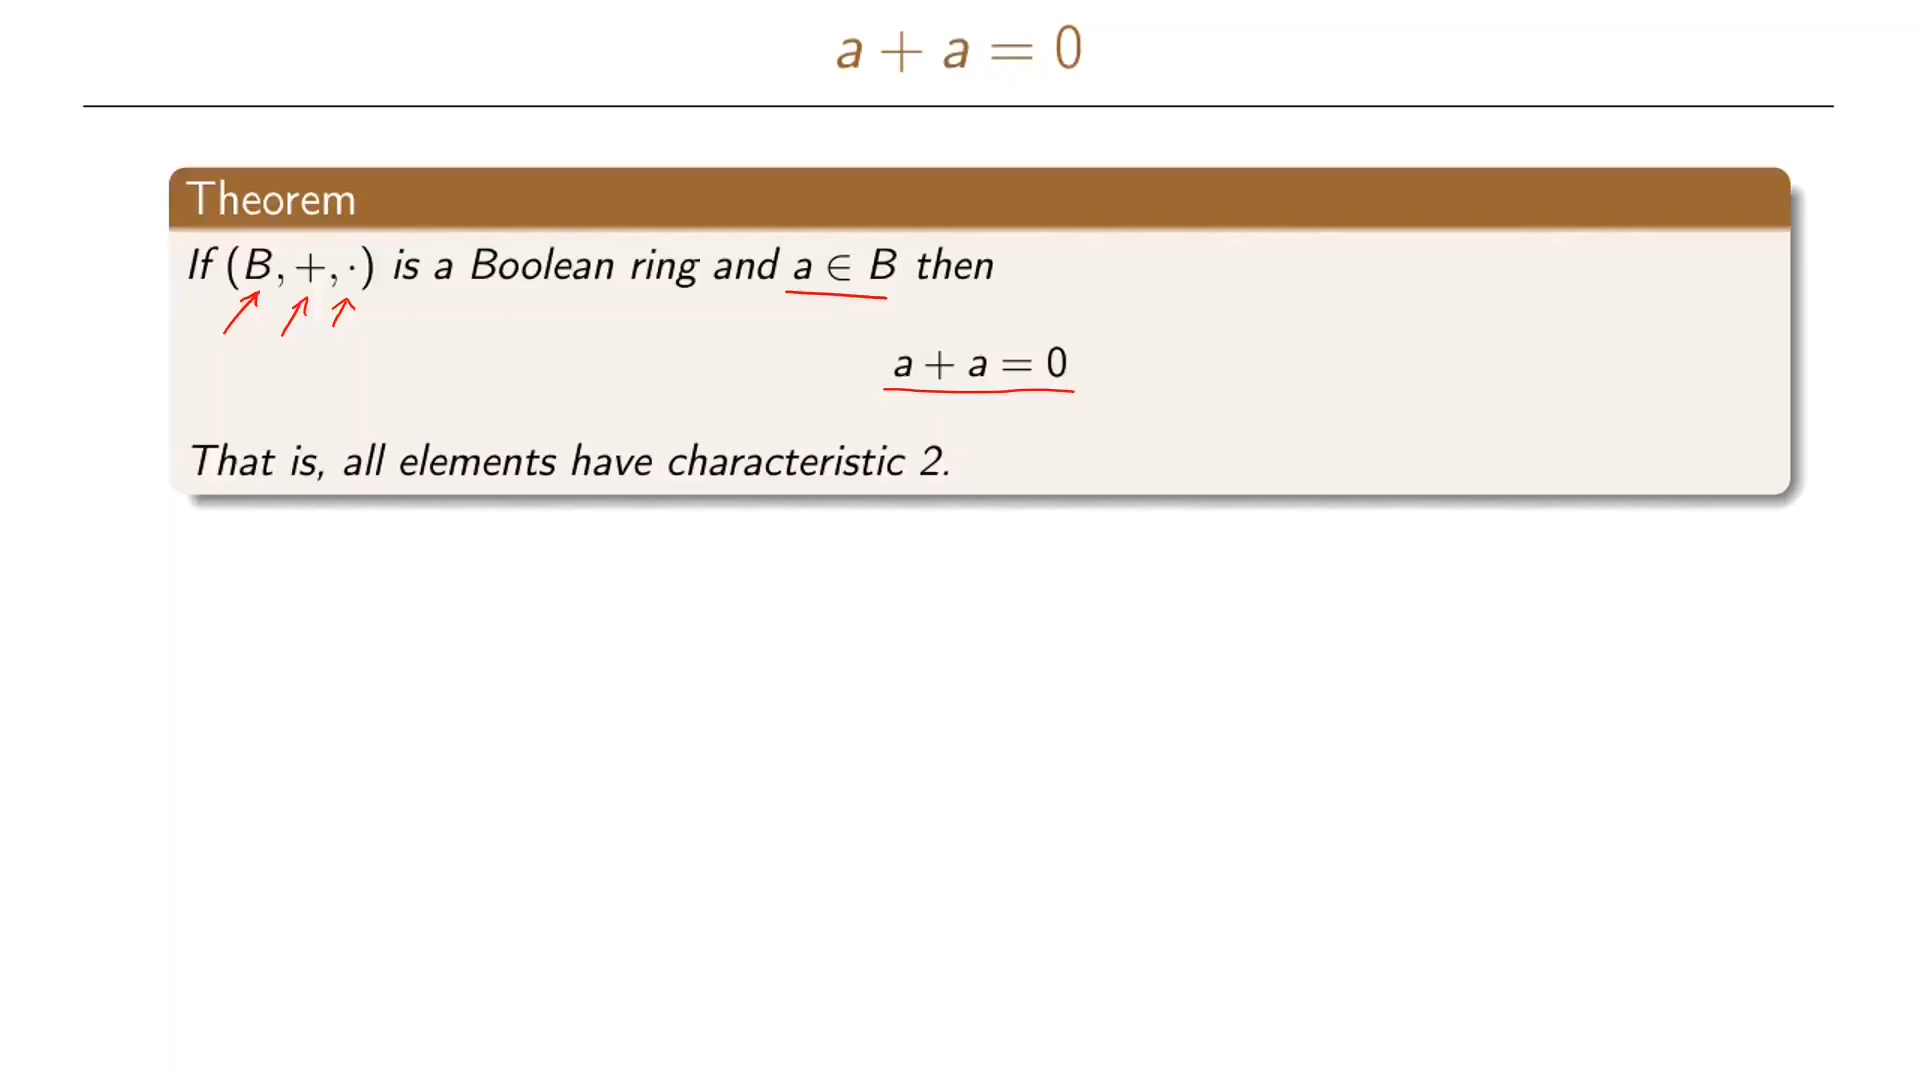 a + a = 0
Theorem
If (B, +, ·) is a Boolean ring and a ∈ B then
a + a = 0
That is, all elements have characteristic 2.